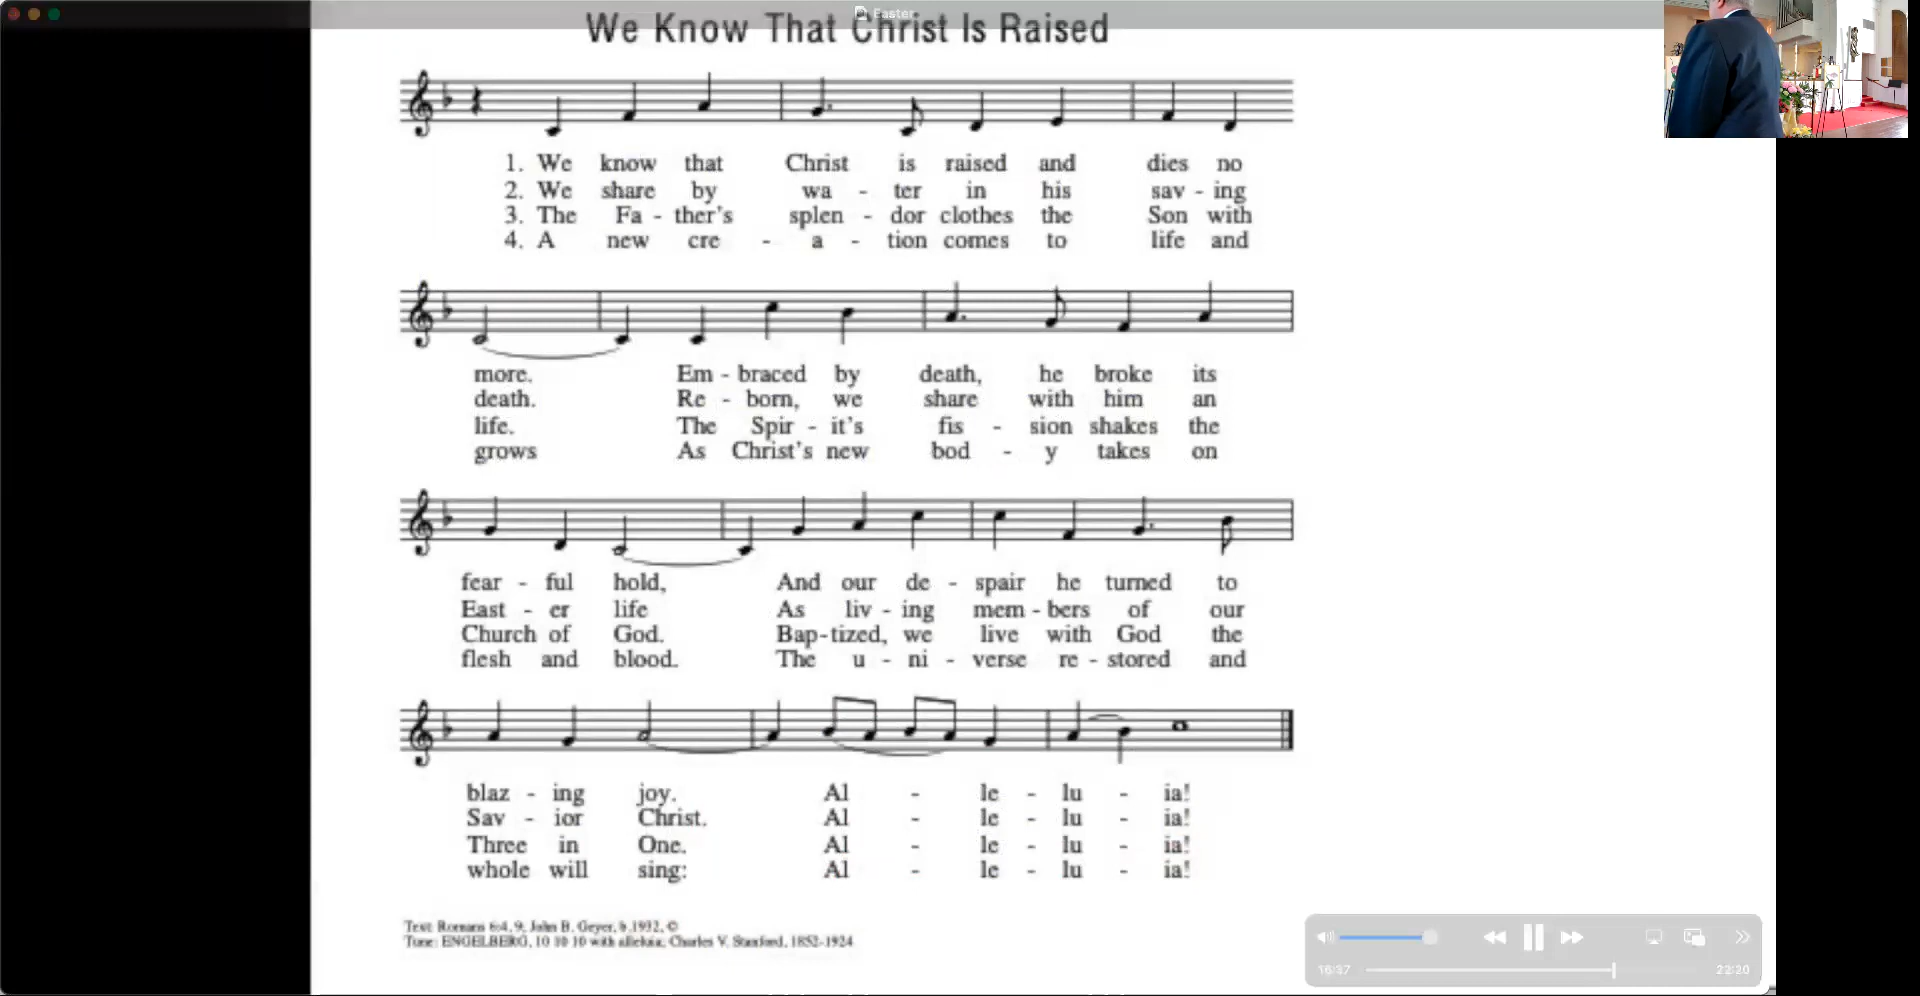 Easter
We Know That Christ Is Raised
1. We know that Christ is raised and dies no
2. We share by wa - ter in his sav - ing
3. The Fa - ther's splen - dor clothes the Son with
4. A new cre - a - tion comes to life and
more. Em - braced by death, he broke its
death. Re - born, we share with him an
life. The Spir - it's fis - sion shakes the
grows As Christ's new bod - y takes on
fear - ful hold, And our de - spair he turned to
East - er life As liv - ing mem - bers of our
Church of God. Bap - tized, we live with God the
flesh and blood. The u - ni - verse re - stored and
blaz - ing joy. Al - le - lu - ia!
Sav - ior Christ. Al - le - lu - ia!
Three in One. Al - le - lu - ia!
whole will sing: Al - le - lu - ia!
Text: Romans 6:4, 9, John B. Geyer, b.1932, ©
Tune: ENGELBERG, 10 10 10 with alleluia; Charles V. Stanford, 1852-1924
16:37 22:20